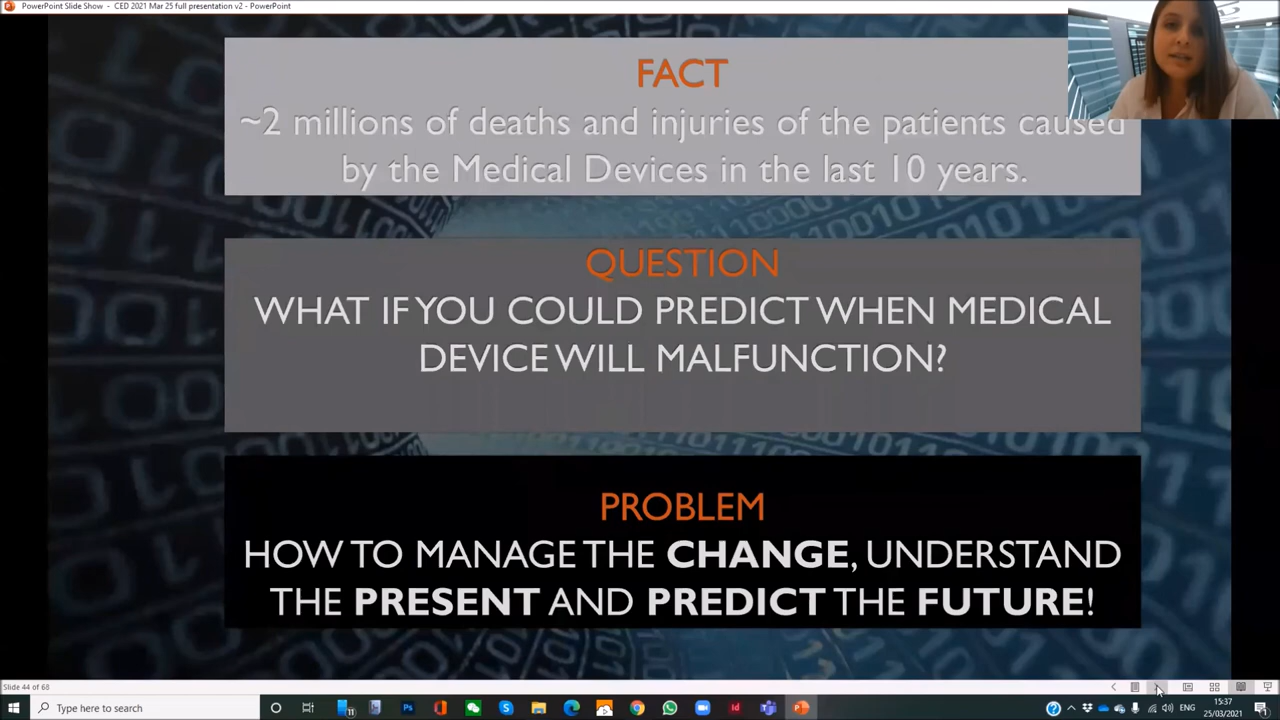 PowerPoint Slide Show - CED 2021 Mar 25 full presentation v2 - PowerPoint
FACT
~2 millions of deaths and injuries of the patients caused
by the Medical Devices in the last 10 years.
QUESTION
WHAT IF YOU COULD PREDICT WHEN MEDICAL
DEVICE WILL MALFUNCTION?
PROBLEM
HOW TO MANAGE THE CHANGE, UNDERSTAND
THE PRESENT AND PREDICT THE FUTURE!
Slide 44 of 68
Type here to search
ENG
15:37
25/03/2021